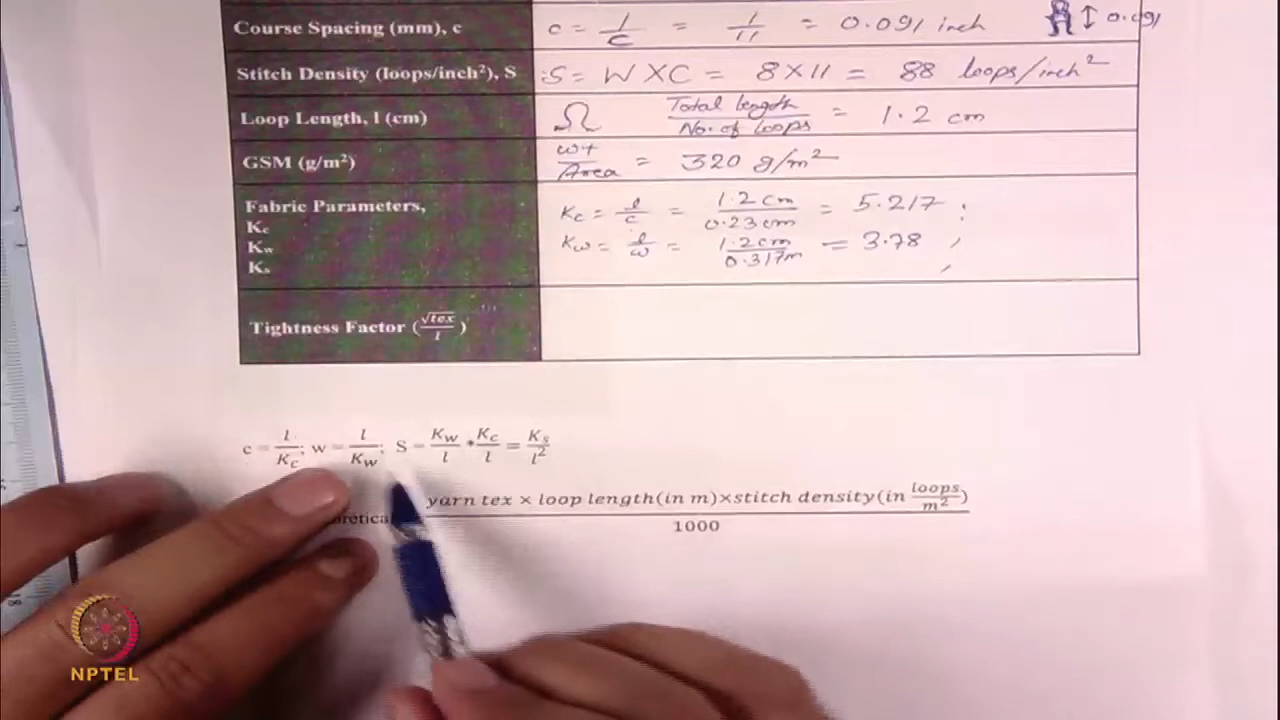 Course Spacing (mm), c c = 1/C = 1/11 = 0.091 inch 0.091
Stitch Density (loops/inch²), S S = W X C = 8 X 11 = 88 loops/inch²
Loop Length, l (cm) Total length / No. of loops = 1.2 cm
GSM (g/m²) wt / Area = 320 g/m²
Fabric Parameters,
Kc Kc = l/c = 1.2 cm / 0.23 cm = 5.217 ;
Kw Kw = l/w = 1.2 cm / 0.317m = 3.78 ,
Ks
Tightness Factor (√tex / l)
c = l/Kc; w = l/Kw; S = Kw/l * Kc/l = Ks/l²
yarn tex × loop length(in m)×stitch density(in loops/m²)
1000
NPTEL